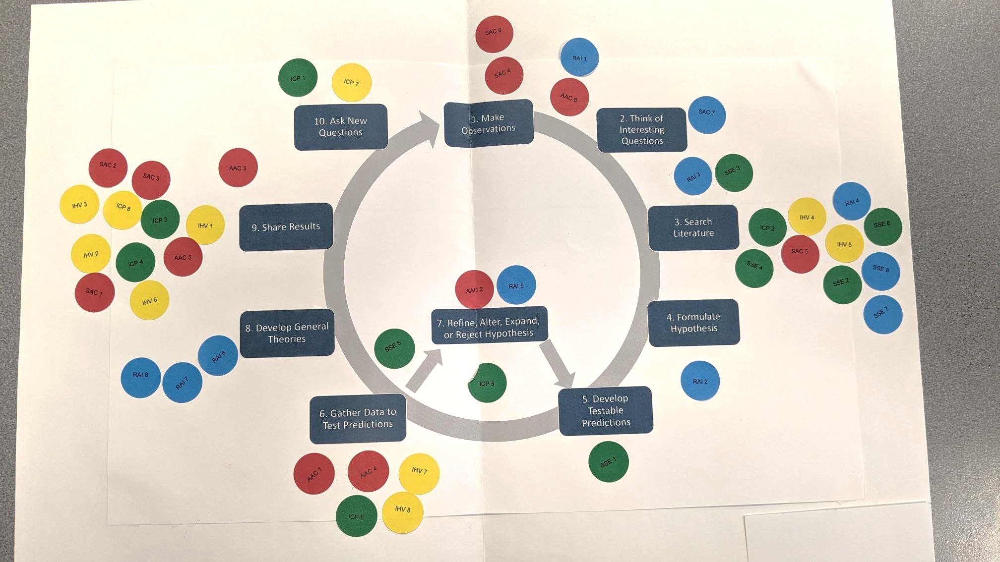 SAC 6
SAC 4
RAI 1
AAC 6
ICP 1
ICP 7
10. Ask New
Questions
1. Make
Observations
2. Think of
Interesting
Questions
SAC 7
SAC 2
SAC 3
AAC 3
RAI 3
SSE 3
IHV 3
ICP 8
ICP 3
IHV 1
9. Share Results
3. Search
Literature
ICP 2
IHV 4
RAI 4
SSE 6
IHV 2
ICP 4
AAC 5
SSE 4
SAC 5
IHV 5
SSE 8
SAC 1
IHV 6
SSE 2
SSE 7
AAC 2
RAI 5
8. Develop General
Theories
7. Refine, Alter, Expand,
or Reject Hypothesis
4. Formulate
Hypothesis
SSE 5
RAI 6
RAI 8
RAI 7
ICP 5
RAI 2
6. Gather Data to
Test Predictions
5. Develop
Testable
Predictions
AAC 1
AAC 4
IHV 7
SSE 1
ICP 6
IHV 8